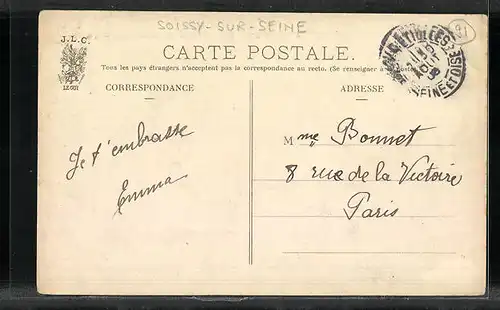 SOISSY-SUR-SEINE
91
J.L.C.
CARTE POSTALE.
Tous les pays étrangers n'acceptent pas la correspondance au recto. (Se renseigner à
CORRESPONDANCE
ADRESSE
Je t'embrasse
Emma
Mme Bonnet
8 rue de la Victoire
Paris
SEINE ET OISE